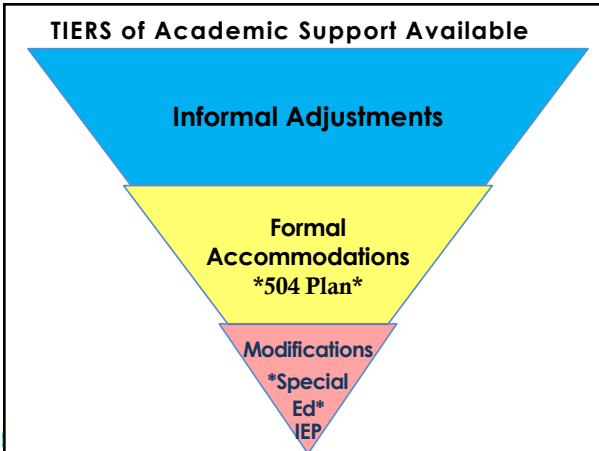 TIERS of Academic Support Available
Informal Adjustments
Formal
Accommodations
*504 Plan*
Modifications
*Special
Ed*
IEP